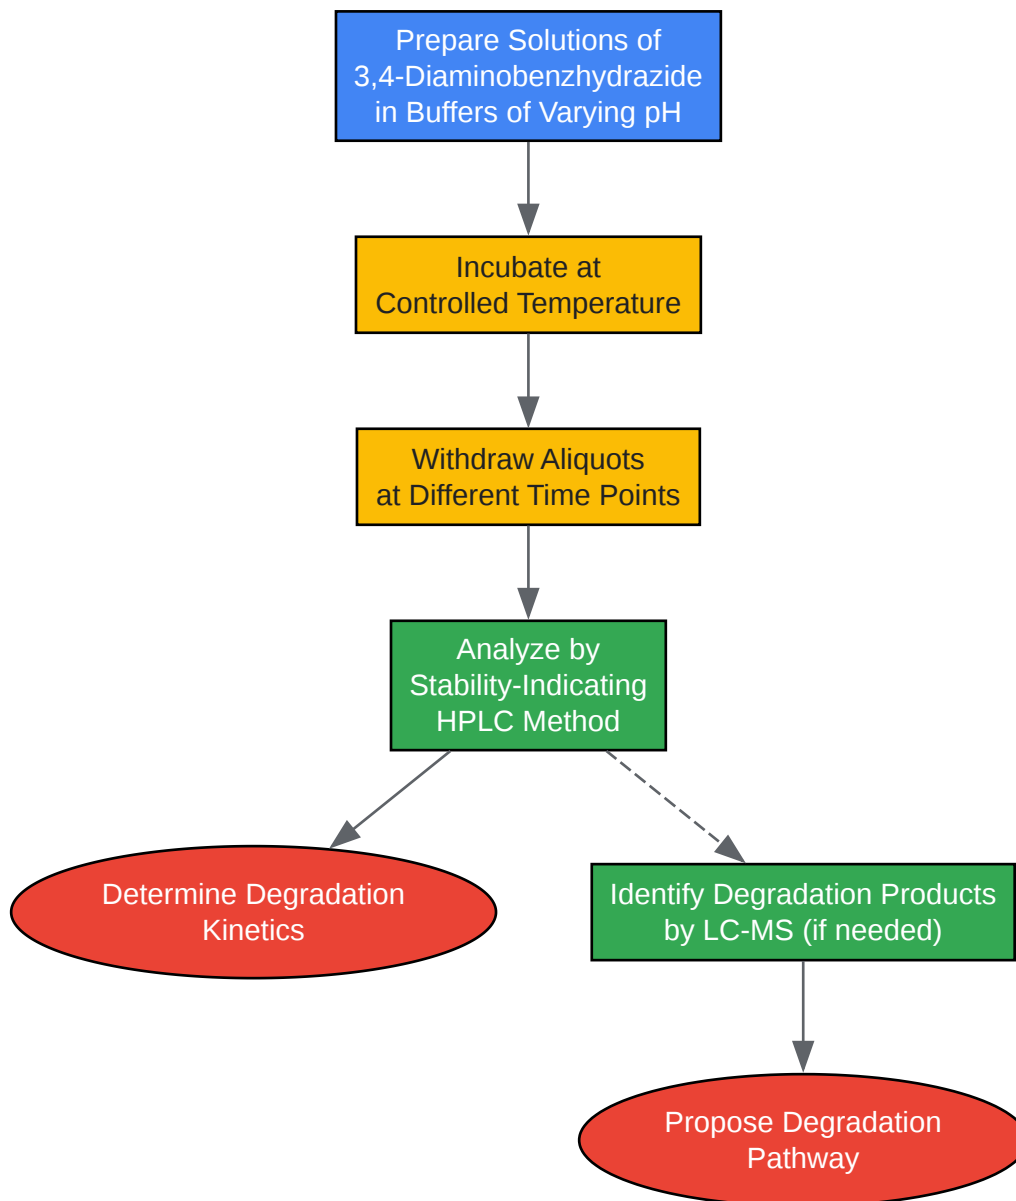 Prepare Solutions of
3,4-Diaminobenzhydrazide
in Buffers of Varying pH
Incubate at
Controlled Temperature
Withdraw Aliquots
at Different Time Points
Analyze by
Stability-Indicating
HPLC Method
Determine Degradation
Kinetics
Identify Degradation Products
by LC-MS (if needed)
Propose Degradation
Pathway